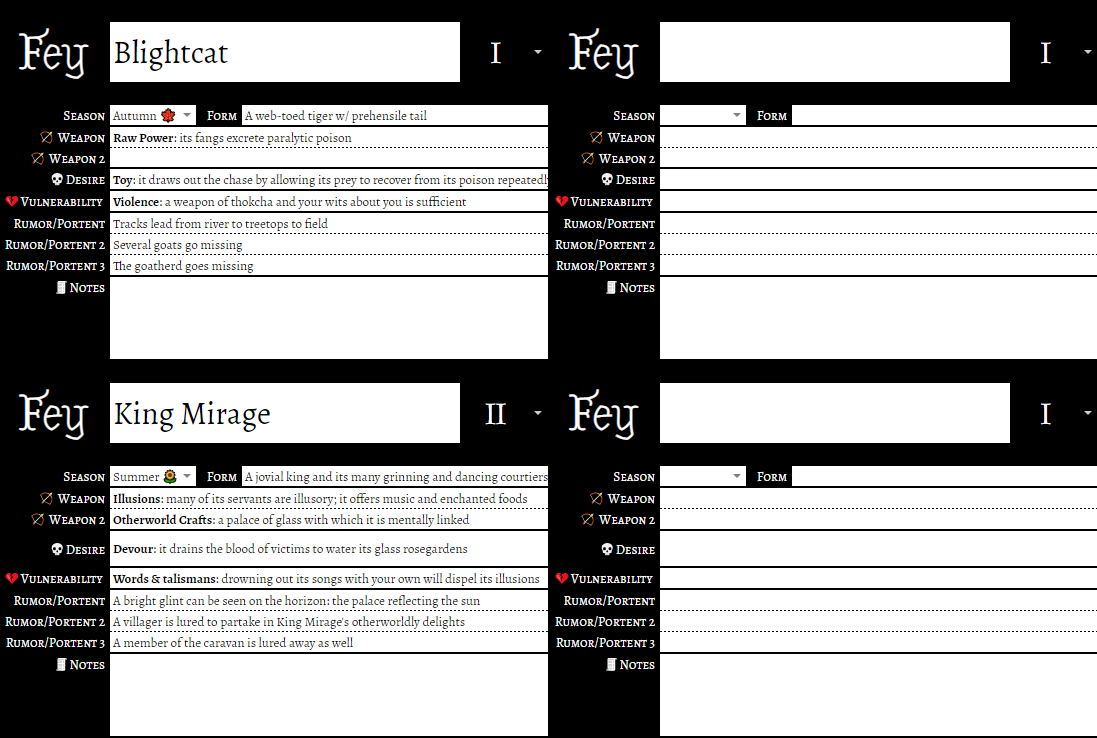 Fey Blightcat I
Season Autumn Form A web-toed tiger w/ prehensile tail
Weapon Raw Power: its fangs excrete paralytic poison
Weapon 2
Desire Toy: it draws out the chase by allowing its prey to recover from its poison repeatedly
Vulnerability Violence: a weapon of thokcha and your wits about you is sufficient
Rumor/Portent Tracks lead from river to treetops to field
Rumor/Portent 2 Several goats go missing
Rumor/Portent 3 The goatherd goes missing
Notes
Fey I
Season Form
Weapon
Weapon 2
Desire
Vulnerability
Rumor/Portent
Rumor/Portent 2
Rumor/Portent 3
Notes
Fey King Mirage II
Season Summer Form A jovial king and its many grinning and dancing courtiers
Weapon Illusions: many of its servants are illusory; it offers music and enchanted foods
Weapon 2 Otherworld Crafts: a palace of glass with which it is mentally linked
Desire Devour: it drains the blood of victims to water its glass rosegardens
Vulnerability Words & talismans: drowning out its songs with your own will dispel its illusions
Rumor/Portent A bright glint can be seen on the horizon: the palace reflecting the sun
Rumor/Portent 2 A villager is lured to partake in King Mirage's otherworldly delights
Rumor/Portent 3 A member of the caravan is lured away as well
Notes
Fey I
Season Form
Weapon
Weapon 2
Desire
Vulnerability
Rumor/Portent
Rumor/Portent 2
Rumor/Portent 3
Notes